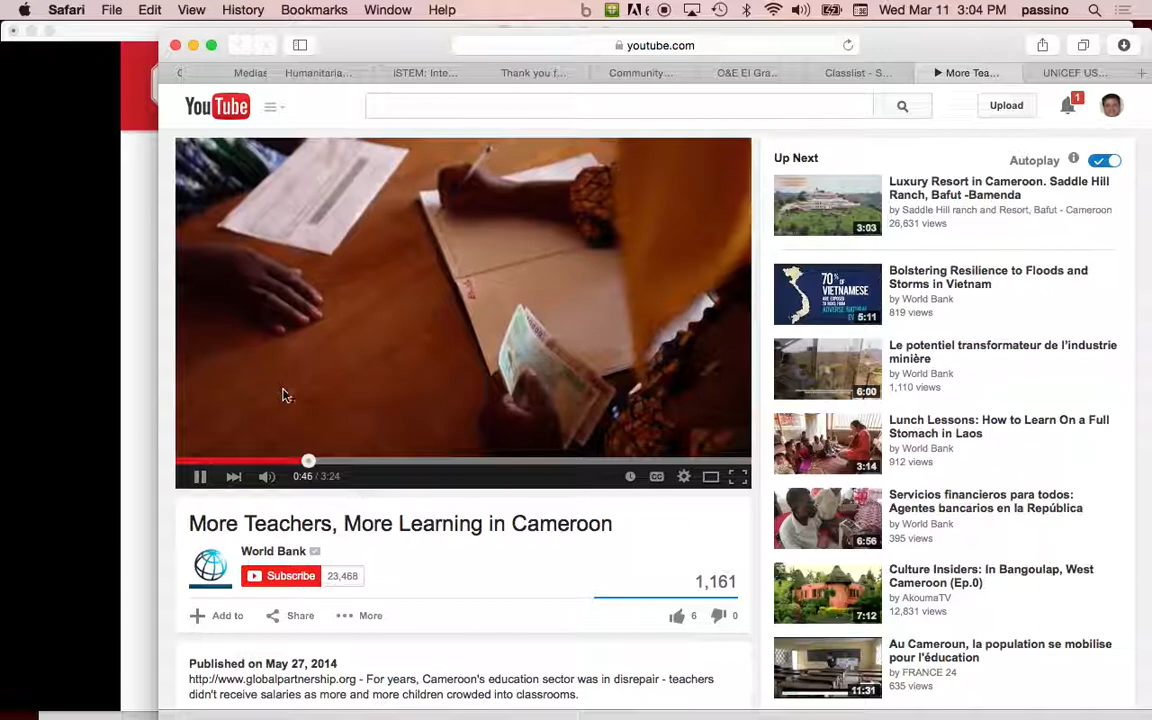 Safari File Edit View History Bookmarks Window Help Wed Mar 11 3:04 PM passino
youtube.com
Humanitaria... iSTEM: Inte... Thank you f... Community... O&E EI Gra... Classlist - S... More Tea... UNICEF US...
YouTube
Upload
1
Up Next
Autoplay
Luxury Resort in Cameroon. Saddle Hill
Ranch, Bafut -Bamenda
by Saddle Hill ranch and Resort, Bafut - Cameroon
26,631 views
3:03
70% OF
VIETNAMESE
Bolstering Resilience to Floods and
Storms in Vietnam
by World Bank
819 views
5:11
Le potentiel transformateur de l'industrie
minière
by World Bank
1,110 views
6:00
Lunch Lessons: How to Learn On a Full
Stomach in Laos
by World Bank
912 views
3:14
Servicios financieros para todos:
Agentes bancarios en la República
by World Bank
395 views
6:56
Culture Insiders: In Bangoulap, West
Cameroon (Ep.0)
by AkoumaTV
12,831 views
7:12
Au Cameroun, la population se mobilise
pour l'éducation
by FRANCE 24
635 views
11:31
0:46 / 3:24
CC
More Teachers, More Learning in Cameroon
World Bank
Subscribe 23,468
1,161
Add to Share More 6 0
Published on May 27, 2014
http://www.globalpartnership.org - For years, Cameroon's education sector was in disrepair - teachers
didn't receive salaries as more and more children crowded into classrooms.